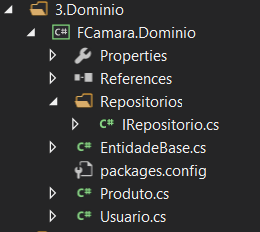 3.Dominio
C# FCamara.Dominio
Properties
References
Repositorios
C# IRepositorio.cs
C# EntidadeBase.cs
packages.config
C# Produto.cs
C# Usuario.cs